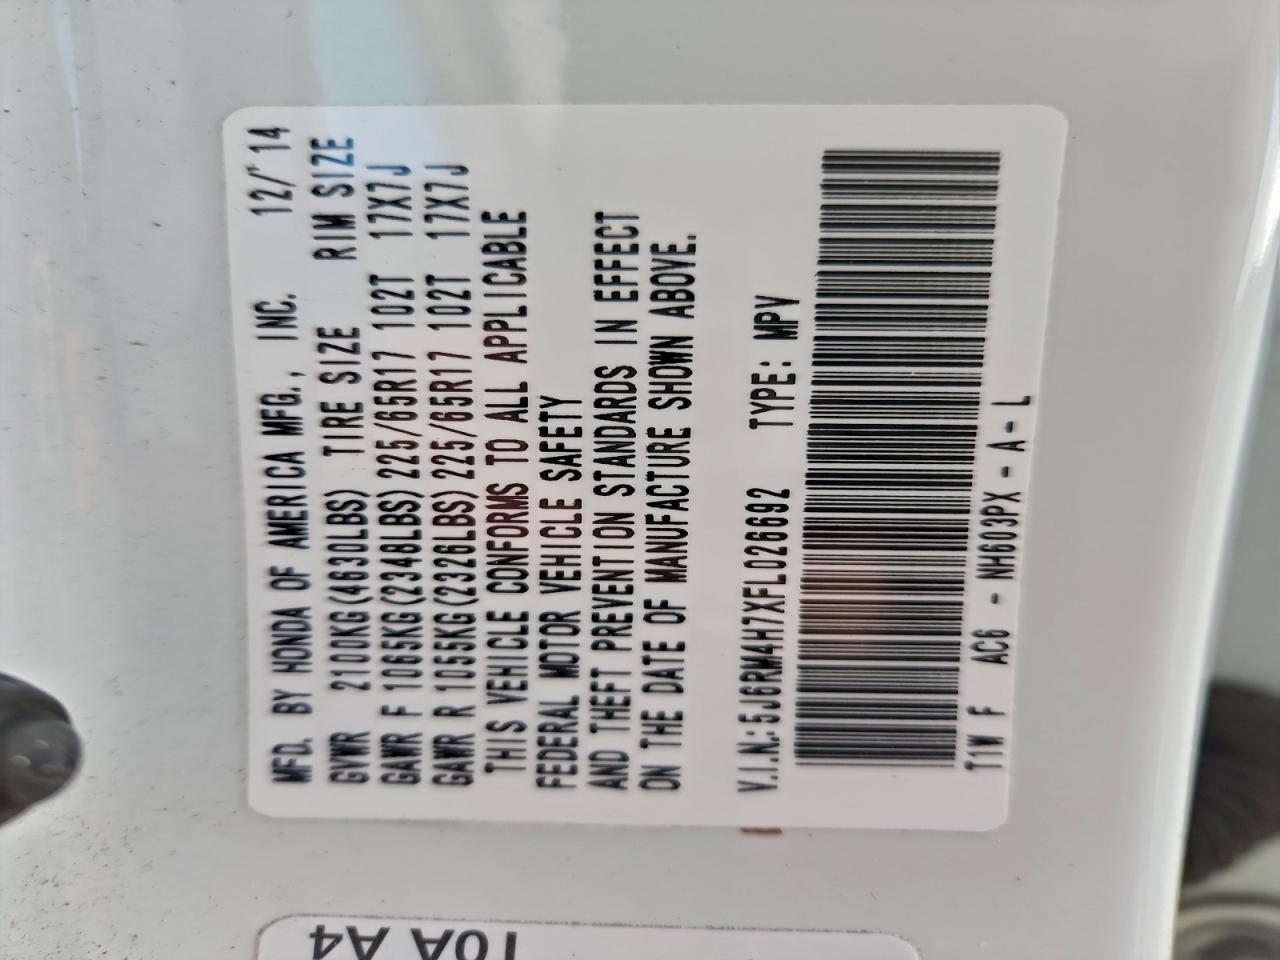 MFD. BY HONDA OF AMERICA MFG., INC. 12/'14
GVWR 2100KG(4630LBS) TIRE SIZE RIM SIZE
GAWR F 1065KG(2348LBS) 225/65R17 102T 17X7J
GAWR R 1055KG(2326LBS) 225/65R17 102T 17X7J
THIS VEHICLE CONFORMS TO ALL APPLICABLE
FEDERAL MOTOR VEHICLE SAFETY
AND THEFT PREVENTION STANDARDS IN EFFECT
ON THE DATE OF MANUFACTURE SHOWN ABOVE.
V.I.N.:5J6RM4H7XFL026692 TYPE: MPV
T1W F AC6 - NH603PX - A - L
T0A A4